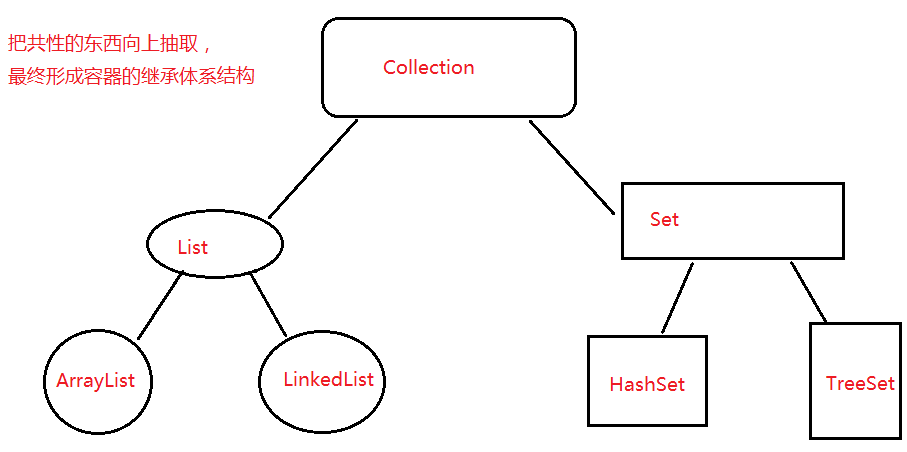 把共性的东西向上抽取，
最终形成容器的继承体系结构
Collection
List
Set
ArrayList
LinkedList
HashSet
TreeSet